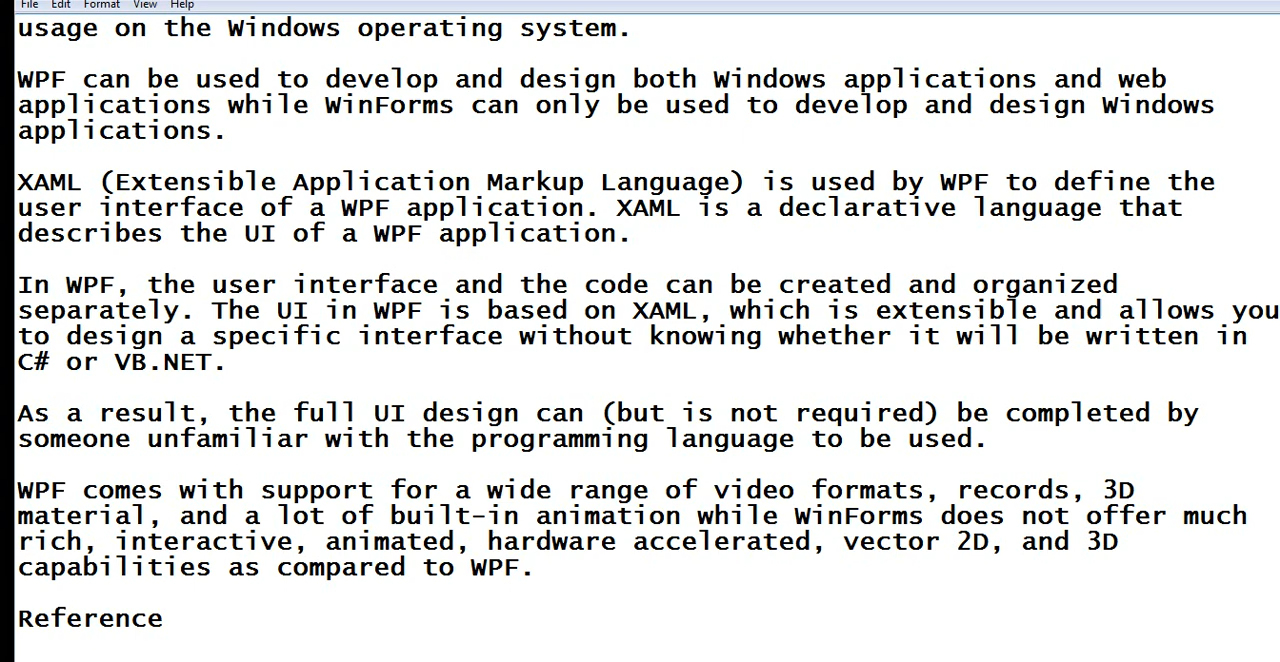 File Edit Format View Help
usage on the Windows operating system.
WPF can be used to develop and design both Windows applications and web
applications while WinForms can only be used to develop and design Windows
applications.
XAML (Extensible Application Markup Language) is used by WPF to define the
user interface of a WPF application. XAML is a declarative language that
describes the UI of a WPF application.
In WPF, the user interface and the code can be created and organized
separately. The UI in WPF is based on XAML, which is extensible and allows you
to design a specific interface without knowing whether it will be written in
C# or VB.NET.
As a result, the full UI design can (but is not required) be completed by
someone unfamiliar with the programming language to be used.
WPF comes with support for a wide range of video formats, records, 3D
material, and a lot of built-in animation while WinForms does not offer much
rich, interactive, animated, hardware accelerated, vector 2D, and 3D
capabilities as compared to WPF.
Reference